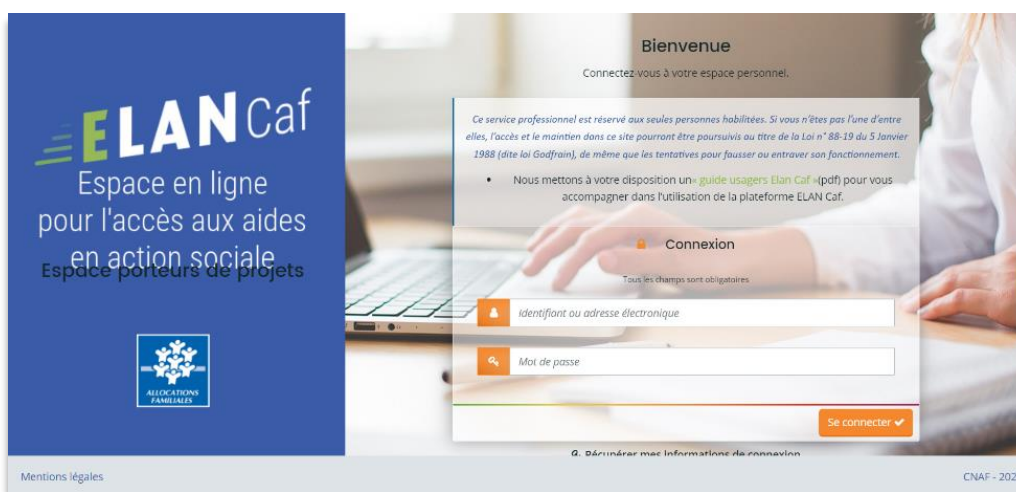 ELAN Caf
Espace en ligne
pour l'accès aux aides
en action sociale
Espace porteurs de projets
ALLOCATIONS
FAMILIALES
Bienvenue
Connectez-vous à votre espace personnel.
Ce service professionnel est réservé aux seules personnes habilitées. Si vous n'êtes pas l'une d'entre
elles, l'accès et le maintien dans ce site pourront être poursuivis au titre de la Loi n° 88-19 du 5 Janvier
1988 (dite loi Godfrain), de même que les tentatives pour fausser ou entraver son fonctionnement.
• Nous mettons à votre disposition un« guide usagers Elan Caf »(pdf) pour vous
accompagner dans l'utilisation de la plateforme ELAN Caf.
Connexion
Tous les champs sont obligatoires
Identifiant ou adresse électronique
Mot de passe
Se connecter
Récupérer mes informations de connexion
Mentions légales
CNAF - 202